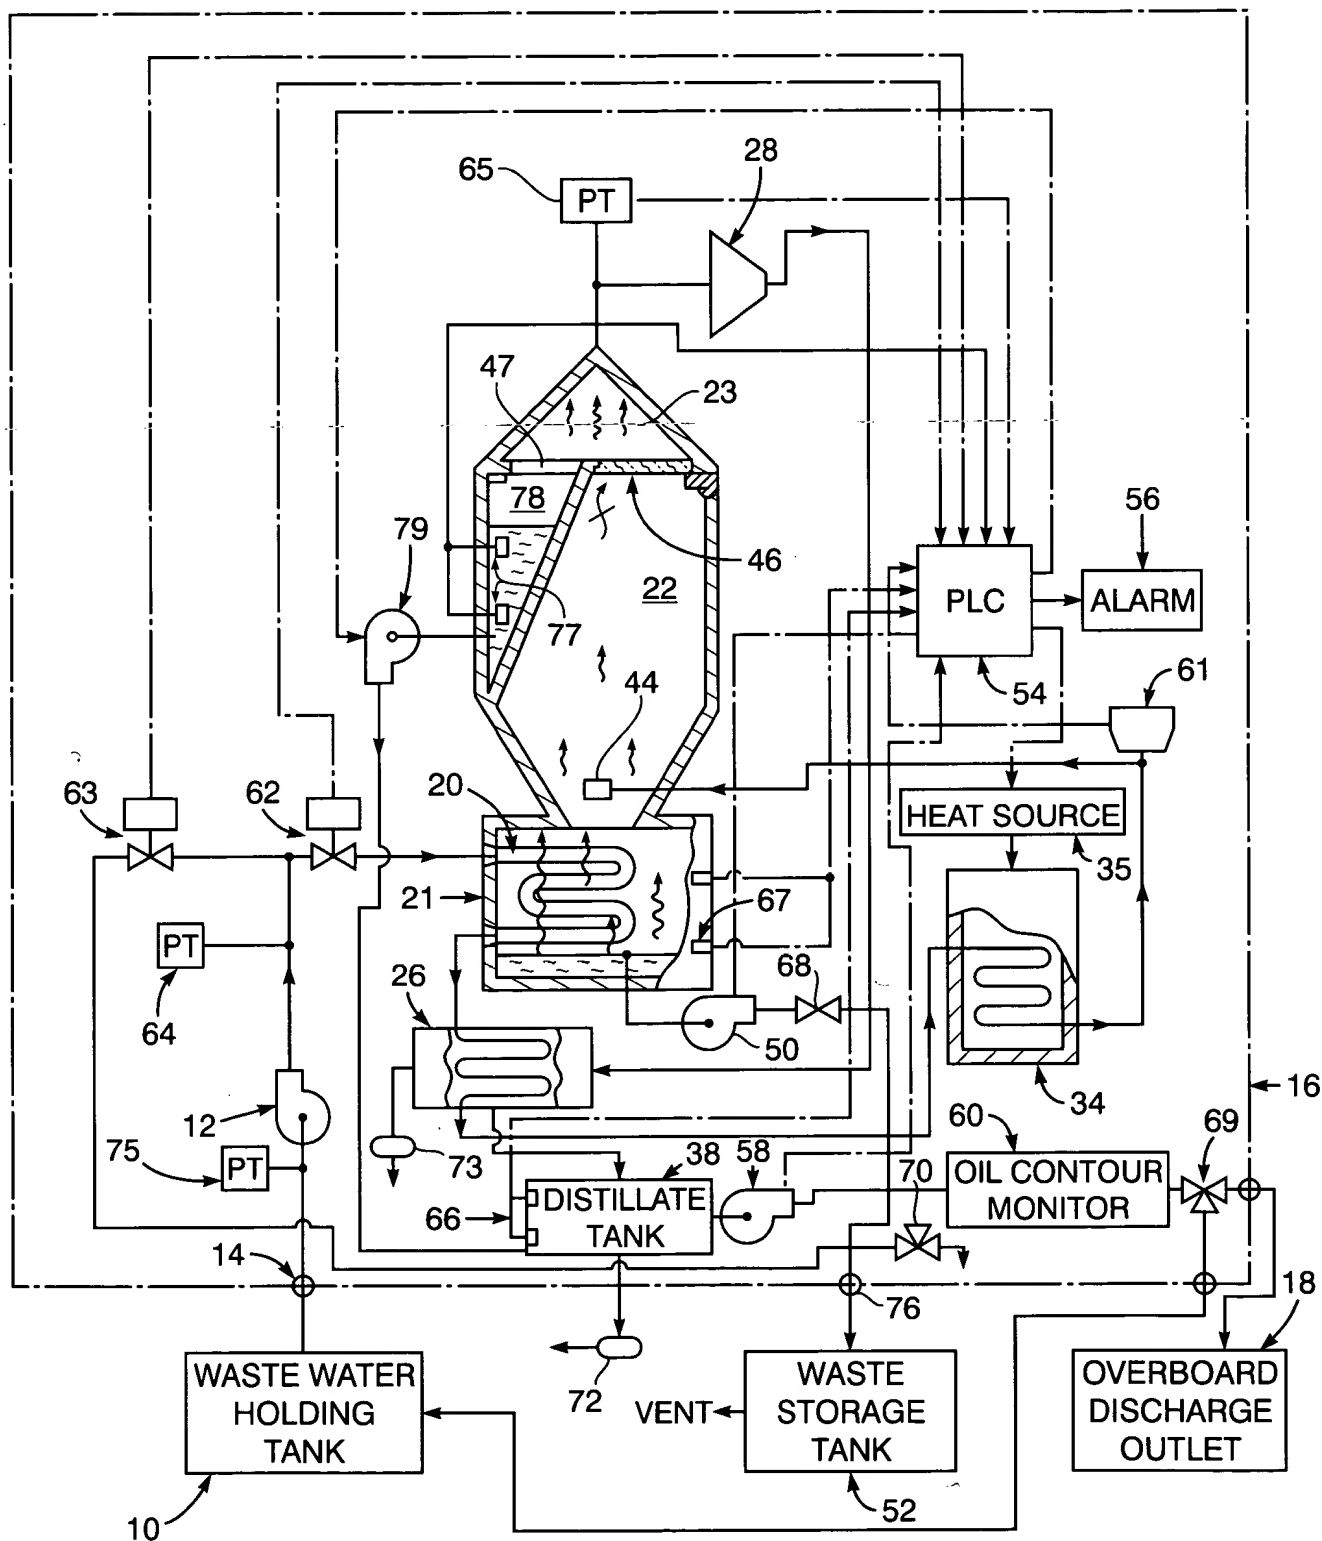 28
65
PT
47
23
78
56
79
46
22
PLC
ALARM
77
44
54
61
63
62
20
HEAT SOURCE
35
21
67
PT
26
68
64
50
12
34
16
60
75
PT
73
38
58
70
69
OIL CONTOUR
MONITOR
DISTILLATE
TANK
66
14
76
18
WASTE WATER
HOLDING
TANK
72
VENT
WASTE
STORAGE
TANK
OVERBOARD
DISCHARGE
OUTLET
10
52